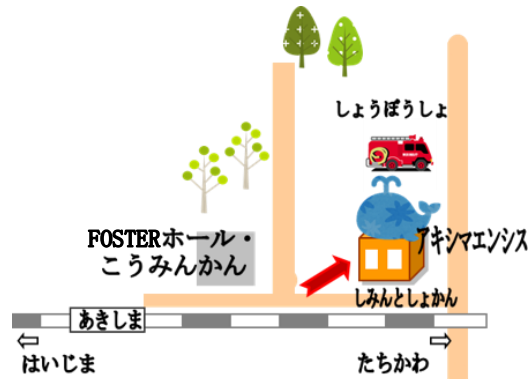 しょうぼうしょ
FOSTERホール・
こうみんかん
アキシマエンシス
しみんとしょかん
あきしま
はいじま
たちかわ